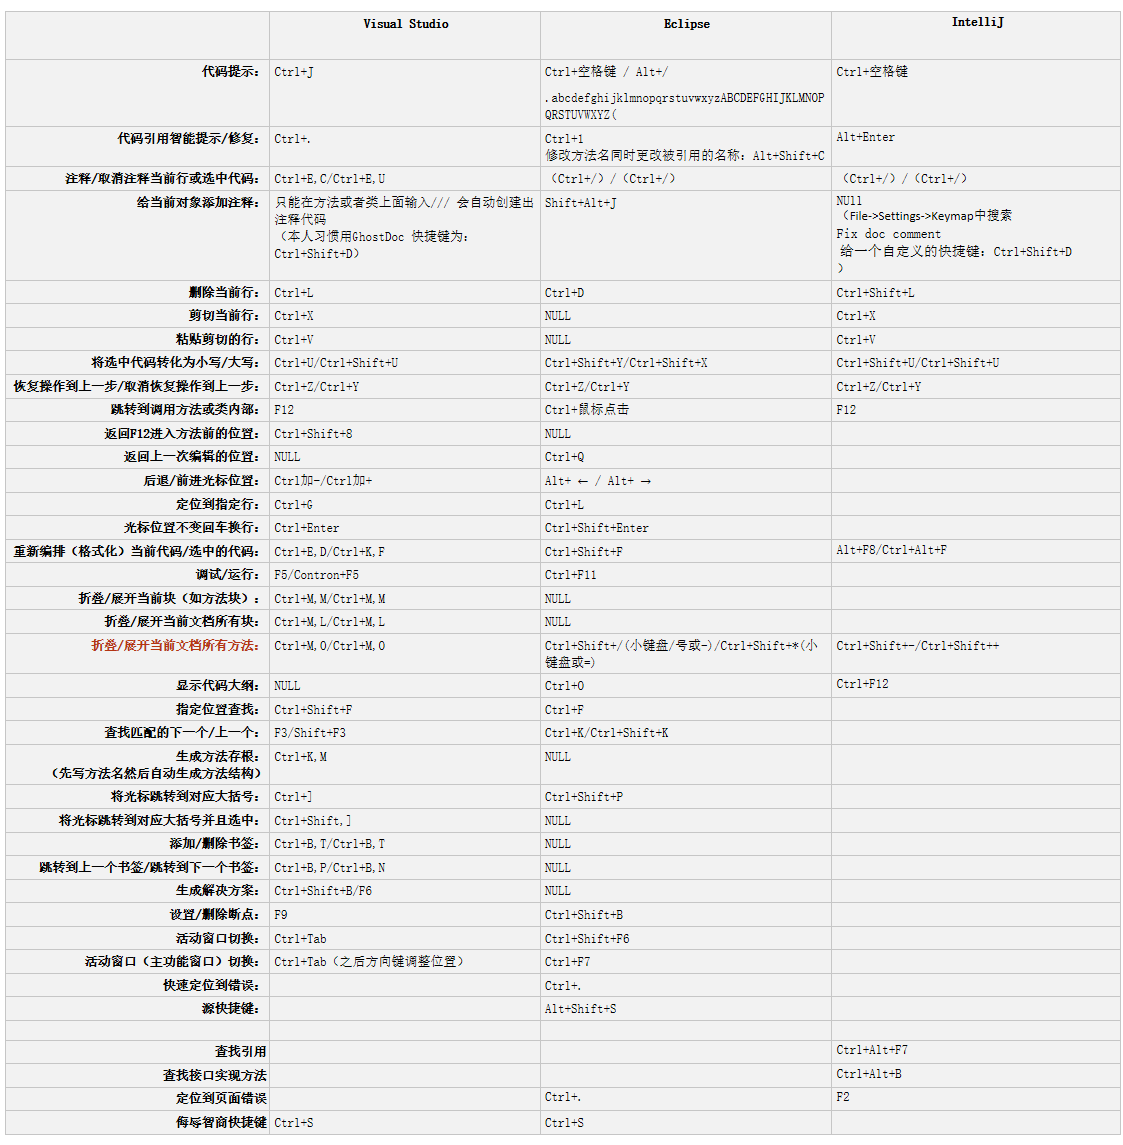 Visual Studio Eclipse IntelliJ
代码提示： Ctrl+J Ctrl+空格键 / Alt+/ Ctrl+空格键
.abcdefghijklmnopqrstuvwxyzABCDEFGHIJKLMNOP
QRSTUVWXYZ(
代码引用智能提示/修复： Ctrl+. Ctrl+1 Alt+Enter
修改方法名同时更改被引用的名称：Alt+Shift+C
注释/取消注释当前行或选中代码： Ctrl+E,C/Ctrl+E,U （Ctrl+/）/（Ctrl+/） （Ctrl+/）/（Ctrl+/）
给当前对象添加注释： 只能在方法或者类上面输入/// 会自动创建出 Shift+Alt+J NUll
注释代码 （File->Settings->Keymap中搜索
（本人习惯用GhostDoc 快捷键为： Fix doc comment
Ctrl+Shift+D） 给一个自定义的快捷键：Ctrl+Shift+D
）
删除当前行： Ctrl+L Ctrl+D Ctrl+Shift+L
剪切当前行： Ctrl+X NULL Ctrl+X
粘贴剪切的行： Ctrl+V NULL Ctrl+V
将选中代码转化为小写/大写： Ctrl+U/Ctrl+Shift+U Ctrl+Shift+Y/Ctrl+Shift+X Ctrl+Shift+U/Ctrl+Shift+U
恢复操作到上一步/取消恢复操作到上一步： Ctrl+Z/Ctrl+Y Ctrl+Z/Ctrl+Y Ctrl+Z/Ctrl+Y
跳转到调用方法或类内部： F12 Ctrl+鼠标点击 F12
返回F12进入方法前的位置： Ctrl+Shift+8 NULL
返回上一次编辑的位置： NULL Ctrl+Q
后退/前进光标位置： Ctrl加-/Ctrl加+ Alt+ ← / Alt+ →
定位到指定行： Ctrl+G Ctrl+L
光标位置不变回车换行： Ctrl+Enter Ctrl+Shift+Enter
重新编排（格式化）当前代码/选中的代码： Ctrl+E,D/Ctrl+K,F Ctrl+Shift+F Alt+F8/Ctrl+Alt+F
调试/运行： F5/Contron+F5 Ctrl+F11
折叠/展开当前块（如方法块）： Ctrl+M,M/Ctrl+M,M NULL
折叠/展开当前文档所有块： Ctrl+M,L/Ctrl+M,L NULL
折叠/展开当前文档所有方法： Ctrl+M,O/Ctrl+M,O Ctrl+Shift+/(小键盘/号或-)/Ctrl+Shift+*(小 Ctrl+Shift+-/Ctrl+Shift++
键盘或=)
显示代码大纲： NULL Ctrl+O Ctrl+F12
指定位置查找： Ctrl+Shift+F Ctrl+F
查找匹配的下一个/上一个： F3/Shift+F3 Ctrl+K/Ctrl+Shift+K
生成方法存根： Ctrl+K,M NULL
（先写方法名然后自动生成方法结构）
将光标跳转到对应大括号： Ctrl+] Ctrl+Shift+P
将光标跳转到对应大括号并且选中： Ctrl+Shift,] NULL
添加/删除书签： Ctrl+B,T/Ctrl+B,T NULL
跳转到上一个书签/跳转到下一个书签： Ctrl+B,P/Ctrl+B,N NULL
生成解决方案： Ctrl+Shift+B/F6 NULL
设置/删除断点： F9 Ctrl+Shift+B
活动窗口切换： Ctrl+Tab Ctrl+Shift+F6
活动窗口（主功能窗口）切换： Ctrl+Tab（之后方向键调整位置） Ctrl+F7
快速定位到错误： Ctrl+.
源快捷键： Alt+Shift+S
查找引用 Ctrl+Alt+F7
查找接口实现方法 Ctrl+Alt+B
定位到页面错误 Ctrl+. F2
侮辱智商快捷键 Ctrl+S Ctrl+S